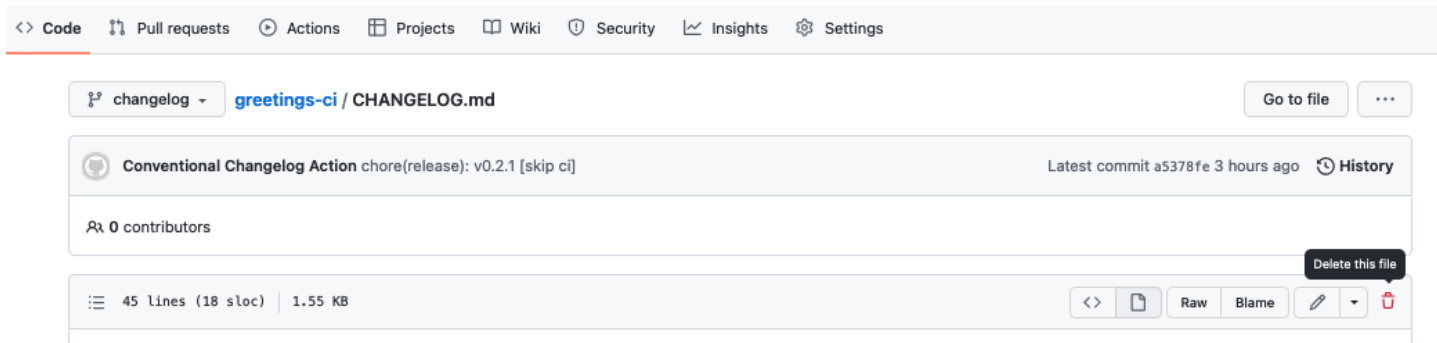 <> Code Pull requests Actions Projects Wiki Security Insights Settings
changelog greetings-ci / CHANGELOG.md Go to file ...
Conventional Changelog Action chore(release): v0.2.1 [skip ci] Latest commit a5378fe 3 hours ago History
0 contributors
Delete this file
45 lines (18 sloc) 1.55 KB <> Raw Blame